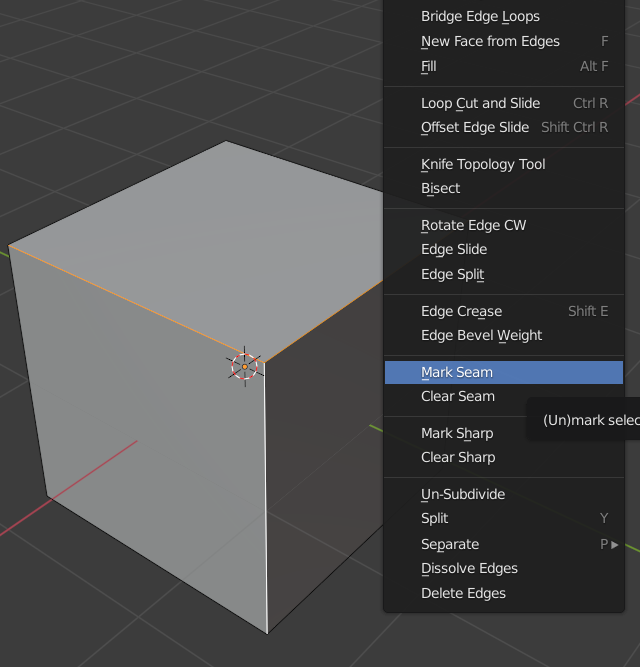 Bridge Edge Loops
New Face from Edges F
Fill Alt F
Loop Cut and Slide Ctrl R
Offset Edge Slide Shift Ctrl R
Knife Topology Tool
Bisect
Rotate Edge CW
Edge Slide
Edge Split
Edge Crease Shift E
Edge Bevel Weight
Mark Seam
Clear Seam
(Un)mark selec
Mark Sharp
Clear Sharp
Un-Subdivide
Split Y
Separate P
Dissolve Edges
Delete Edges